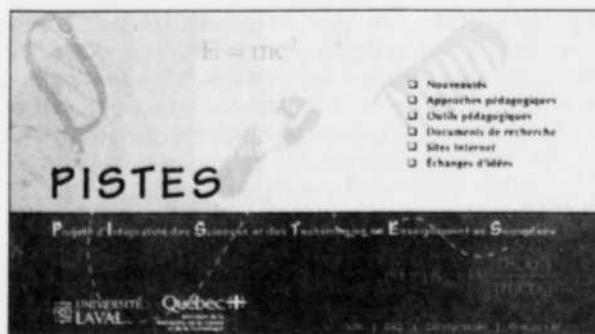 E = mc²
❑ Nouveautés
❑ Approches pédagogiques
❑ Outils pédagogiques
❑ Documents de recherche
❑ Sites Internet
❑ Échanges d'idées
PISTES
Projets d'Intégration des Sciences et des Technologies en Enseignement au Secondaire
UNIVERSITÉ
LAVAL
Québec